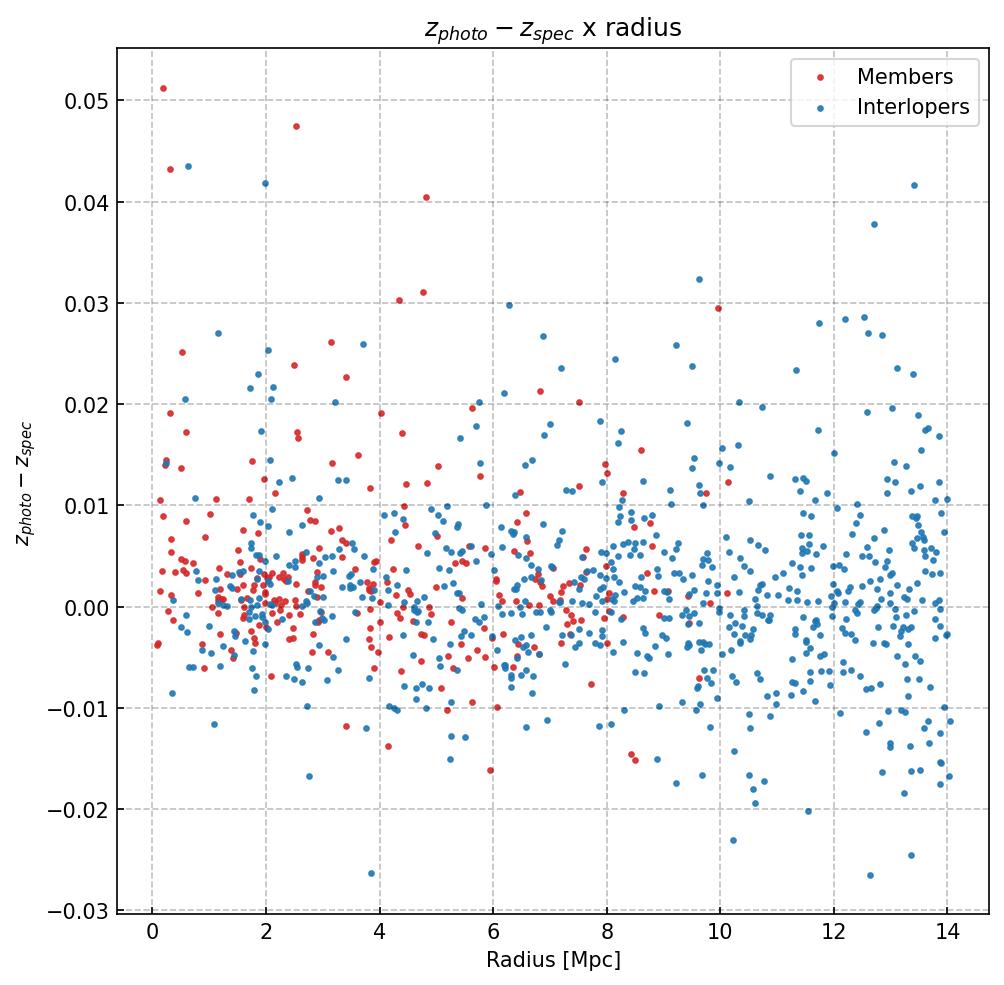 z_photo − z_spec x radius
Members
Interlopers
0.05
0.04
0.03
0.02
0.01
0.00
−0.01
−0.02
−0.03
z_photo − z_spec
0 2 4 6 8 10 12 14
Radius [Mpc]